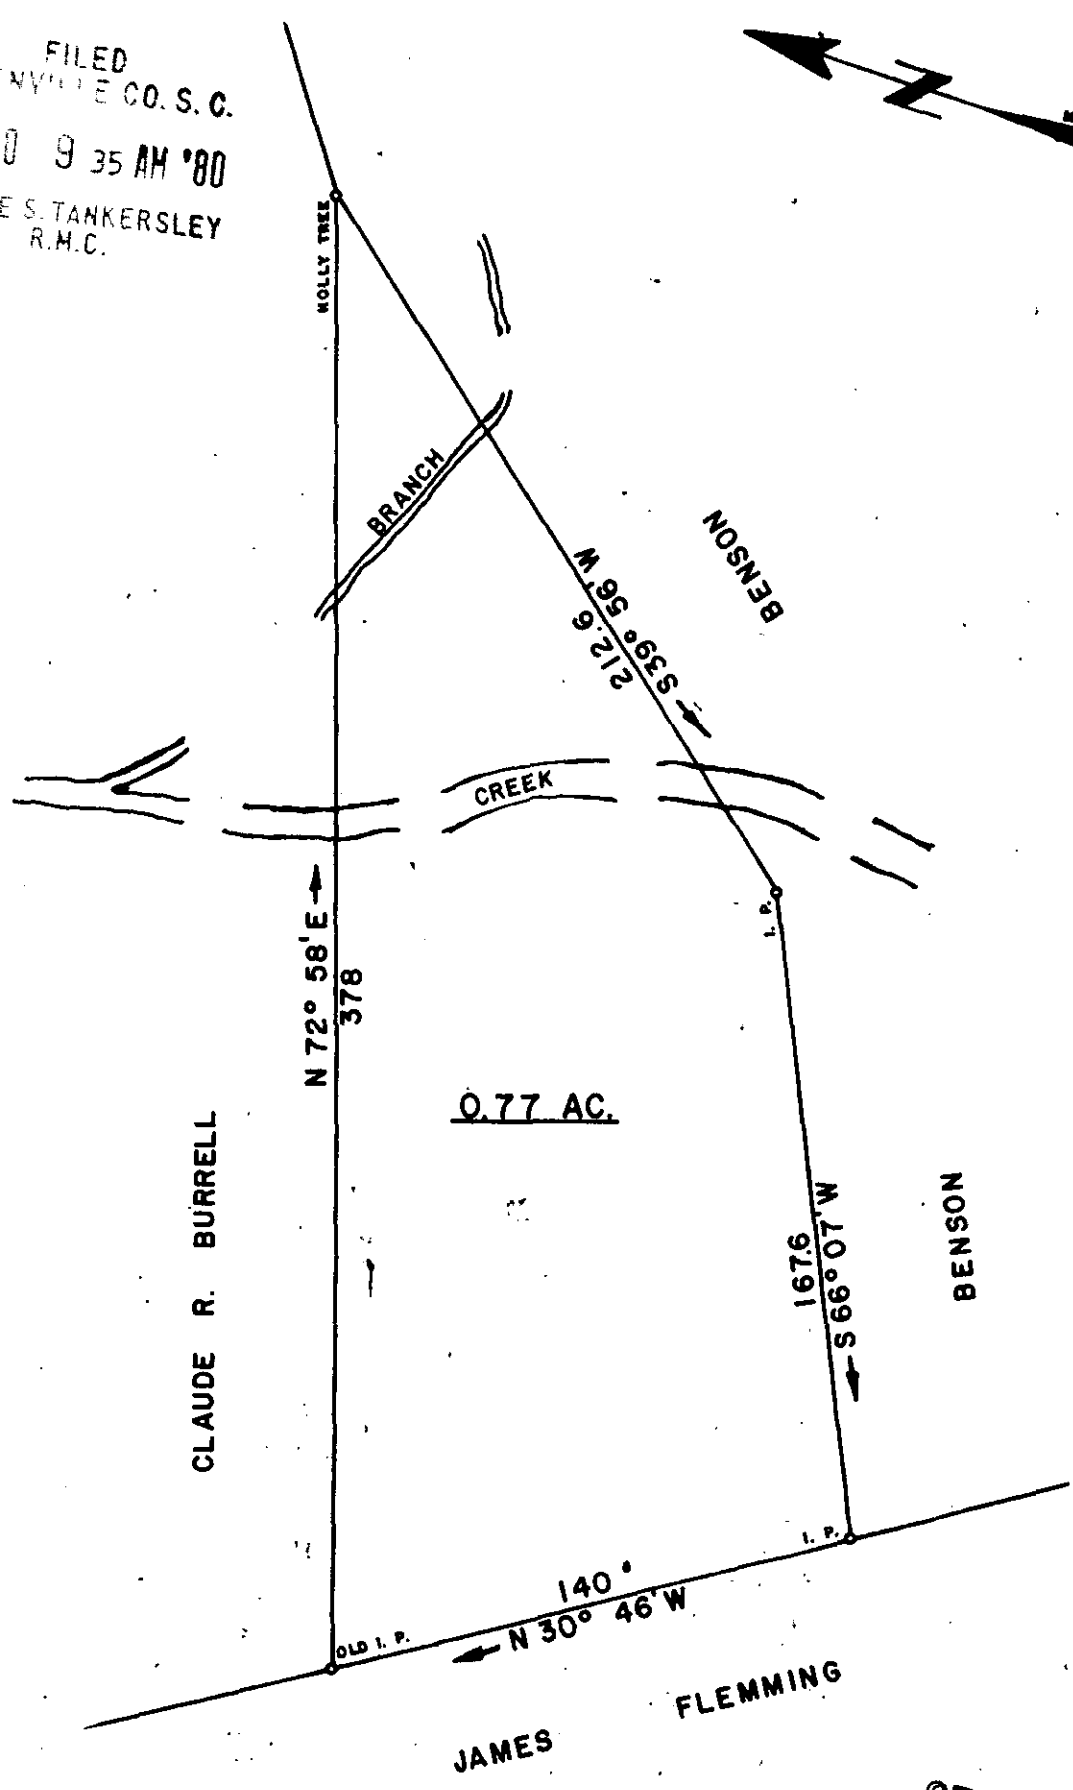 FILED
CO. S. C.
9 35 AM '80
S. TANKERSLEY
R.M.C.
N
HOLLY TREE
BRANCH
BENSON
212.6
S39° 56' W
CREEK
I. P.
N 72° 58' E
378
0.77 AC.
CLAUDE R. BURRELL
167.6
S 66° 07' W
BENSON
I. P.
140'
N 30° 46' W
OLD I. P.
JAMES FLEMMING